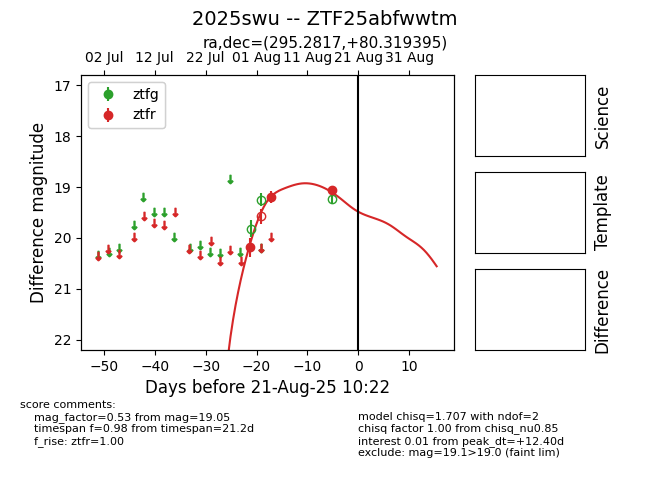 2025swu -- ZTF25abfwwtm
ra,dec=(295.2817,+80.319395)
02 Jul 12 Jul 22 Jul 01 Aug 11 Aug 21 Aug 31 Aug
ztfg
ztfr
17
18
19
20
21
22
Difference magnitude
−50 −40 −30 −20 −10 0 10
Days before 21-Aug-25 10:22
Science
Template
Difference
score comments:
mag_factor=0.53 from mag=19.05
timespan f=0.98 from timespan=21.2d
f_rise: ztfr=1.00
model chisq=1.707 with ndof=2
chisq factor 1.00 from chisq_nu0.85
interest 0.01 from peak_dt=+12.40d
exclude: mag=19.1>19.0 (faint lim)